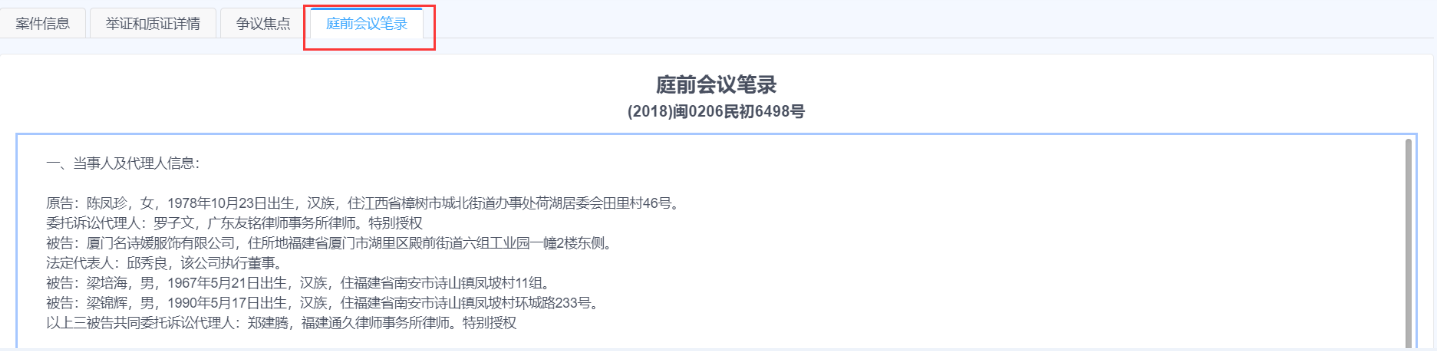 案件信息 举证和质证详情 争议焦点 庭前会议笔录
庭前会议笔录
(2018)闽0206民初6498号
一、当事人及代理人信息：
原告：陈凤珍，女，1978年10月23日出生，汉族，住江西省樟树市城北街道办事处荷湖居委会田里村46号。
委托诉讼代理人：罗子文，广东友铭律师事务所律师。特别授权
被告：厦门名诗媛服饰有限公司，住所地福建省厦门市湖里区殿前街道六组工业园一幢2楼东侧。
法定代表人：邱秀良，该公司执行董事。
被告：梁培海，男，1967年5月21日出生，汉族，住福建省南安市诗山镇凤坡村11组。
被告：梁锦辉，男，1990年5月17日出生，汉族，住福建省南安市诗山镇凤坡村环城路233号。
以上三被告共同委托诉讼代理人：郑建腾，福建通久律师事务所律师。特别授权